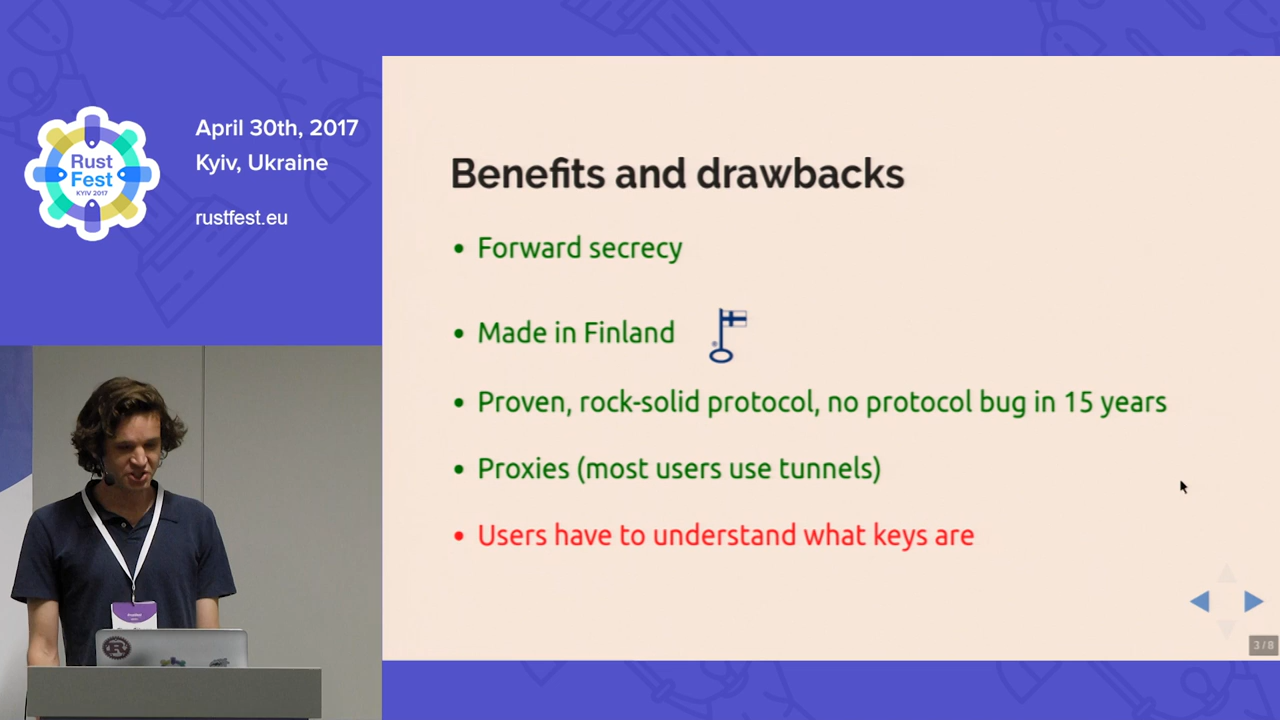 April 30th, 2017
Kyiv, Ukraine
rustfest.eu
Rust
Fest
KYIV 2017
Benefits and drawbacks
• Forward secrecy
• Made in Finland
• Proven, rock-solid protocol, no protocol bug in 15 years
• Proxies (most users use tunnels)
• Users have to understand what keys are
3 / 8
R